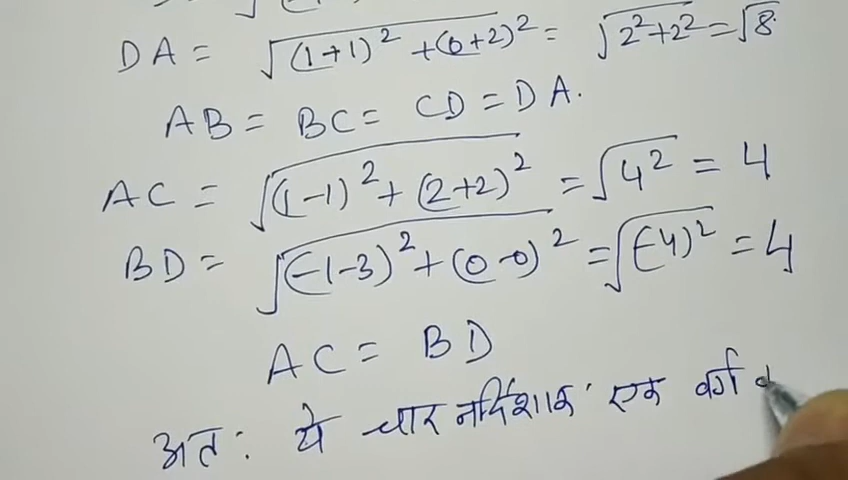 DA = √(1+1)² +(0+2)² = √2²+2² = √8
AB = BC = CD = DA.
AC = √(1-1)² + (2+2)² = √4² = 4
BD = √(-1-3)² + (0-0)² = √(-4)² = 4
AC = BD
अतः ये चार नर्दिशांक एक वर्ग